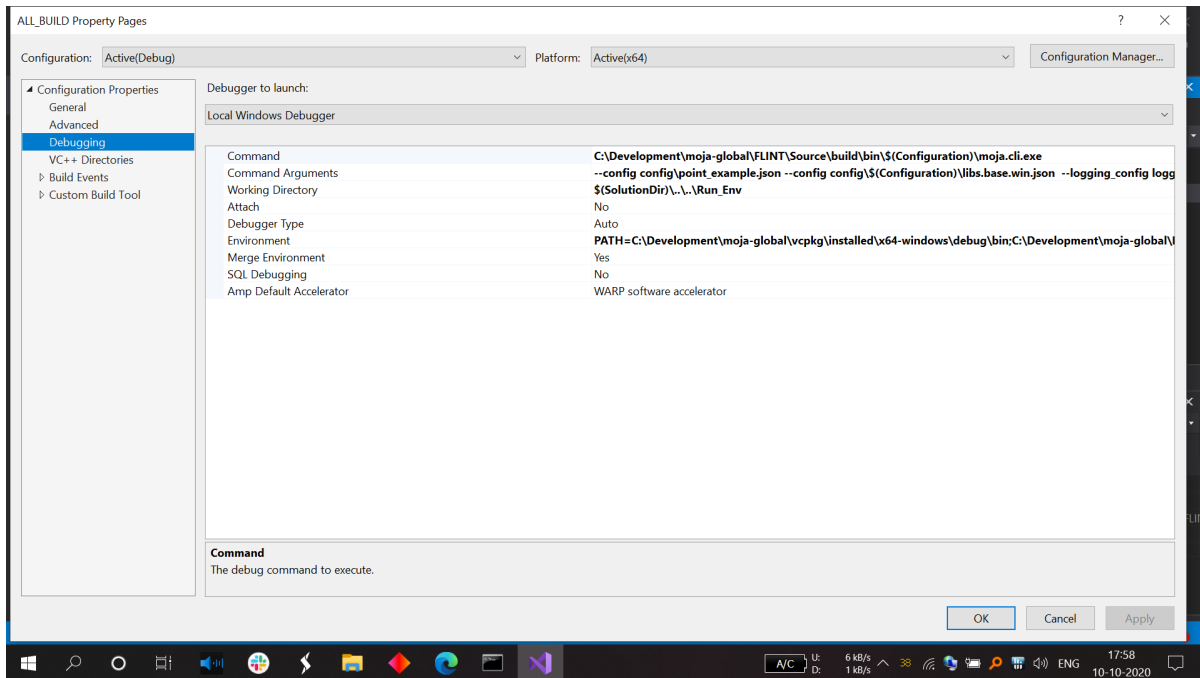 ALL_BUILD Property Pages
?
Configuration: Active(Debug) Platform: Active(x64) Configuration Manager...
Configuration Properties
General
Advanced
Debugging
VC++ Directories
Build Events
Custom Build Tool
Debugger to launch:
Local Windows Debugger
Command C:\Development\moja-global\FLINT\Source\build\bin\$(Configuration)\moja.cli.exe
Command Arguments --config config\point_example.json --config config\$(Configuration)\libs.base.win.json --logging_config logg
Working Directory $(SolutionDir)\..\..\Run_Env
Attach No
Debugger Type Auto
Environment PATH=C:\Development\moja-global\vcpkg\installed\x64-windows\debug\bin;C:\Development\moja-global\
Merge Environment Yes
SQL Debugging No
Amp Default Accelerator WARP software accelerator
Command
The debug command to execute.
OK Cancel Apply
A/C U: 6 kB/s 38 ENG 17:58
D: 1 kB/s 10-10-2020